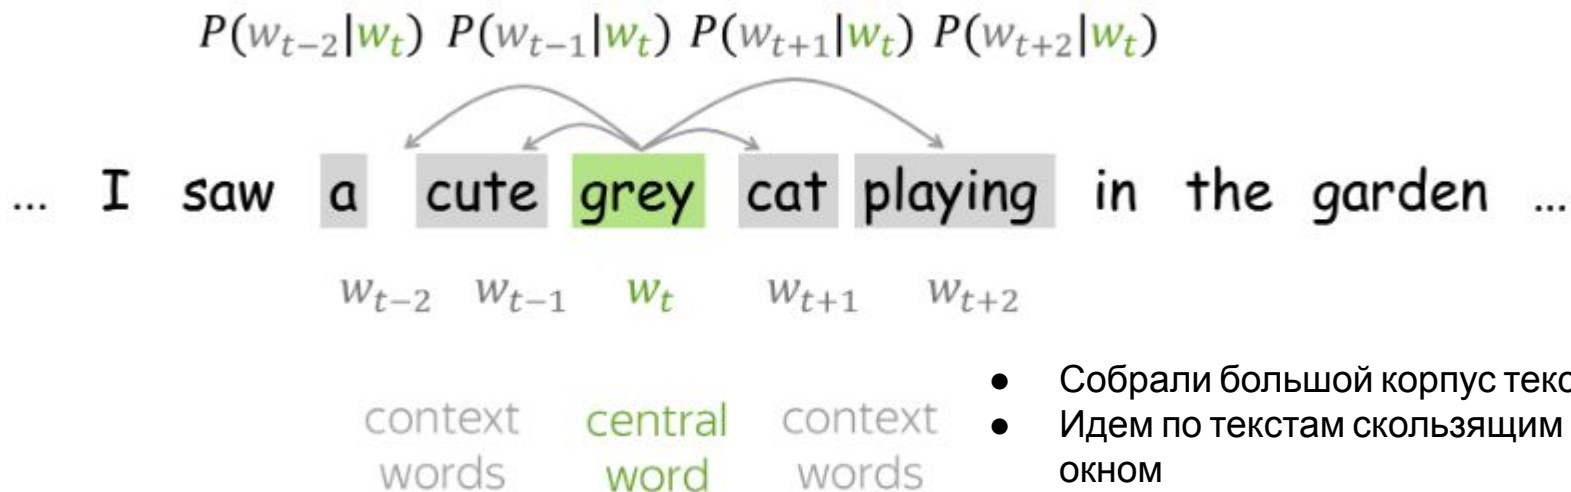 P(w_{t−2}|w_t) P(w_{t−1}|w_t) P(w_{t+1}|w_t) P(w_{t+2}|w_t)
... I saw a cute grey cat playing in the garden ...
w_{t−2} w_{t−1} w_t w_{t+1} w_{t+2}
context central context
words word words
● Собрали большой корпус
● Идем по текстам скользящим
окном